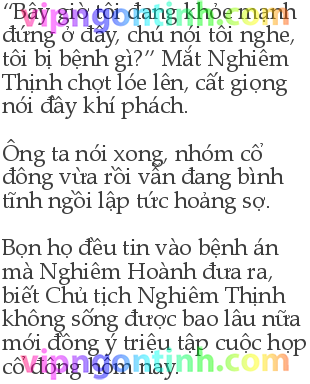 “Bây giờ tôi đang khỏe mạnh
đứng ở đây, chú nói tôi nghe,
tôi bị bệnh gì?” Mắt Nghiêm
Thịnh chợt lóe lên, cất giọng
nói đầy khí phách.
Ông ta nói xong, nhóm cổ
đông vừa rồi vẫn đang bình
tĩnh ngồi lập tức hoảng sợ.
Bọn họ đều tin vào bệnh án
mà Nghiêm Hoành đưa ra,
biết Chủ tịch Nghiêm Thịnh
không sống được bao lâu nữa
mới đồng ý triệu tập cuộc họp
cổ đông hôm nay.
vipngontinh.com
vipngontinh.com